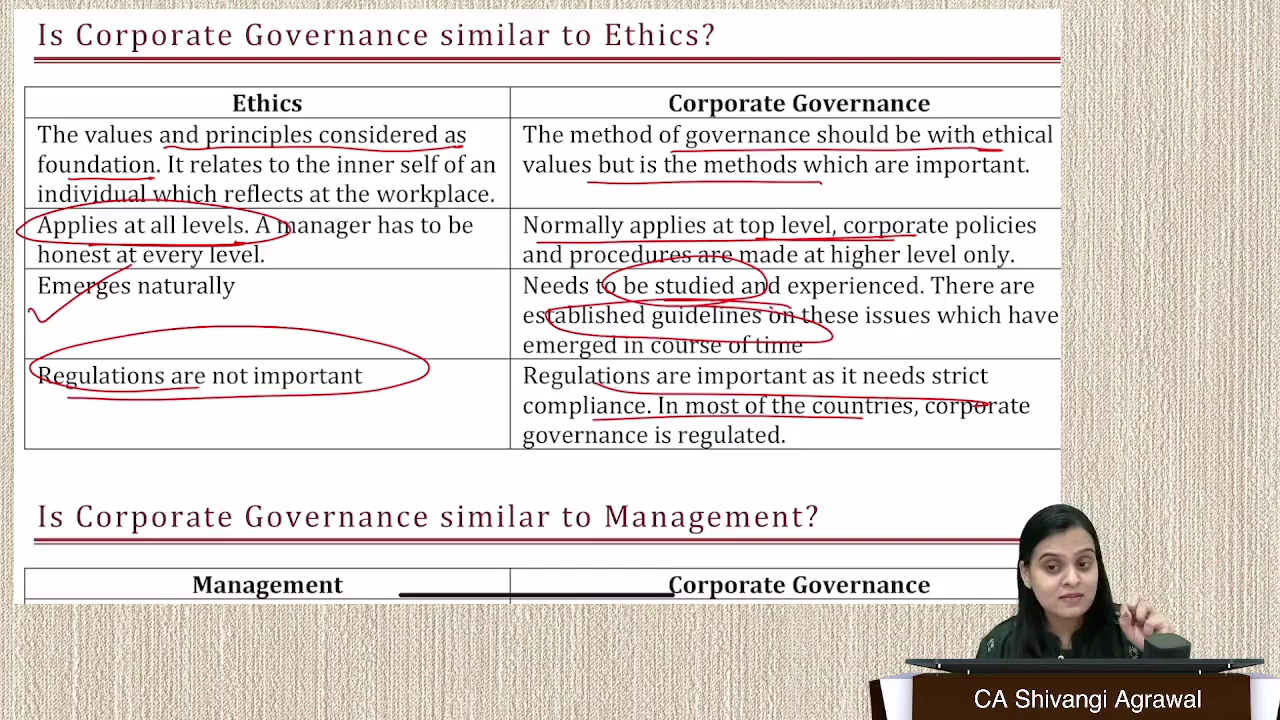 Is Corporate Governance similar to Ethics?
Ethics
Corporate Governance
The values and principles considered as
foundation. It relates to the inner self of an
individual which reflects at the workplace.
The method of governance should be with ethical
values but is the methods which are important.
Applies at all levels. A manager has to be
honest at every level.
Normally applies at top level, corporate policies
and procedures are made at higher level only.
Emerges naturally
Needs to be studied and experienced. There are
established guidelines on these issues which have
emerged in course of time
Regulations are not important
Regulations are important as it needs strict
compliance. In most of the countries, corporate
governance is regulated.
Is Corporate Governance similar to Management?
Management
Corporate Governance
CA Shivangi Agrawal